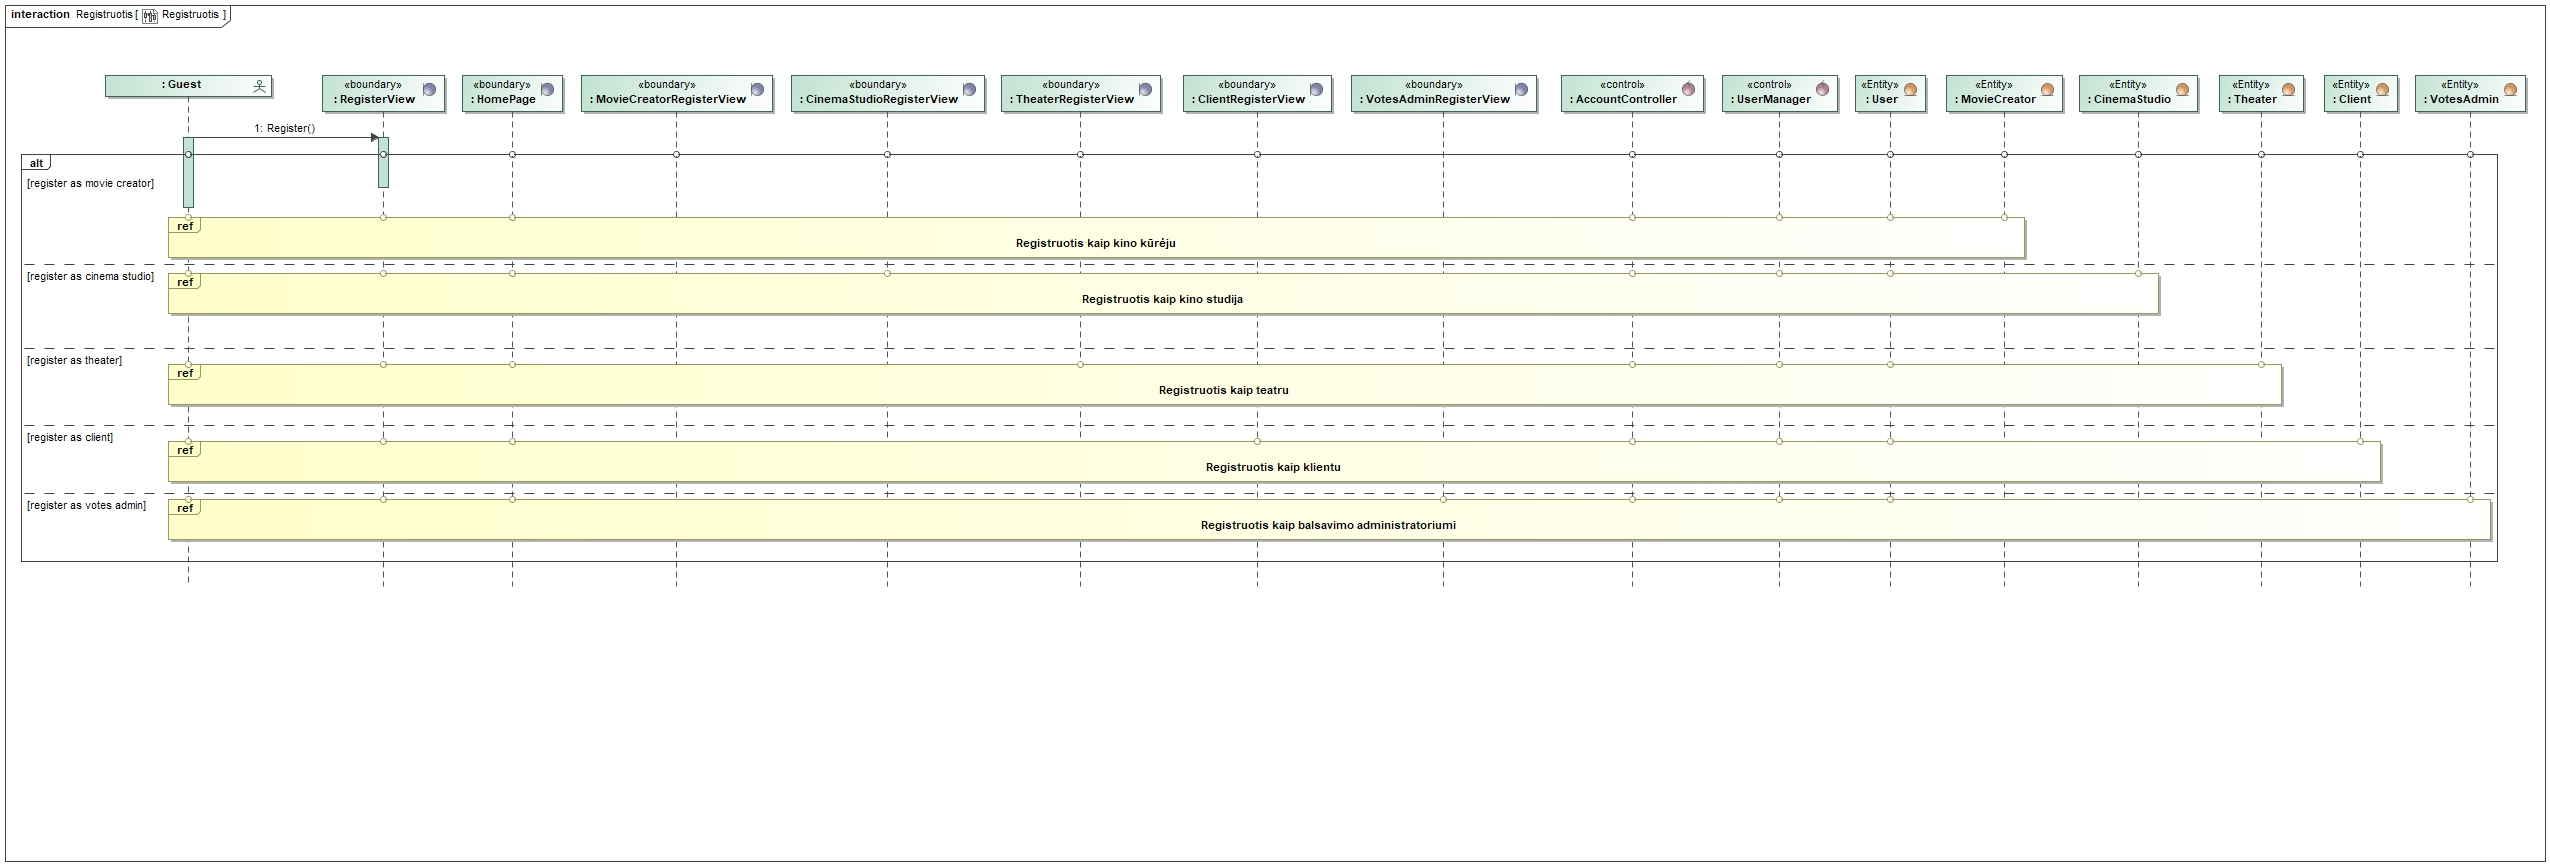 interaction Registruotis [ Registruotis ]
: Guest
«boundary»
: RegisterView
«boundary»
: HomePage
«boundary»
: MovieCreatorRegisterView
«boundary»
: CinemaStudioRegisterView
«boundary»
: TheaterRegisterView
«boundary»
: ClientRegisterView
«boundary»
: VotesAdminRegisterView
«control»
: AccountController
«control»
: UserManager
«Entity»
: User
«Entity»
: MovieCreator
«Entity»
: CinemaStudio
«Entity»
: Theater
«Entity»
: Client
«Entity»
: VotesAdmin
1: Register()
alt
[register as movie creator]
ref
Registruotis kaip kino kūrėju
[register as cinema studio]
ref
Registruotis kaip kino studija
[register as theater]
ref
Registruotis kaip teatru
[register as client]
ref
Registruotis kaip klientu
[register as votes admin]
ref
Registruotis kaip balsavimo administratoriumi